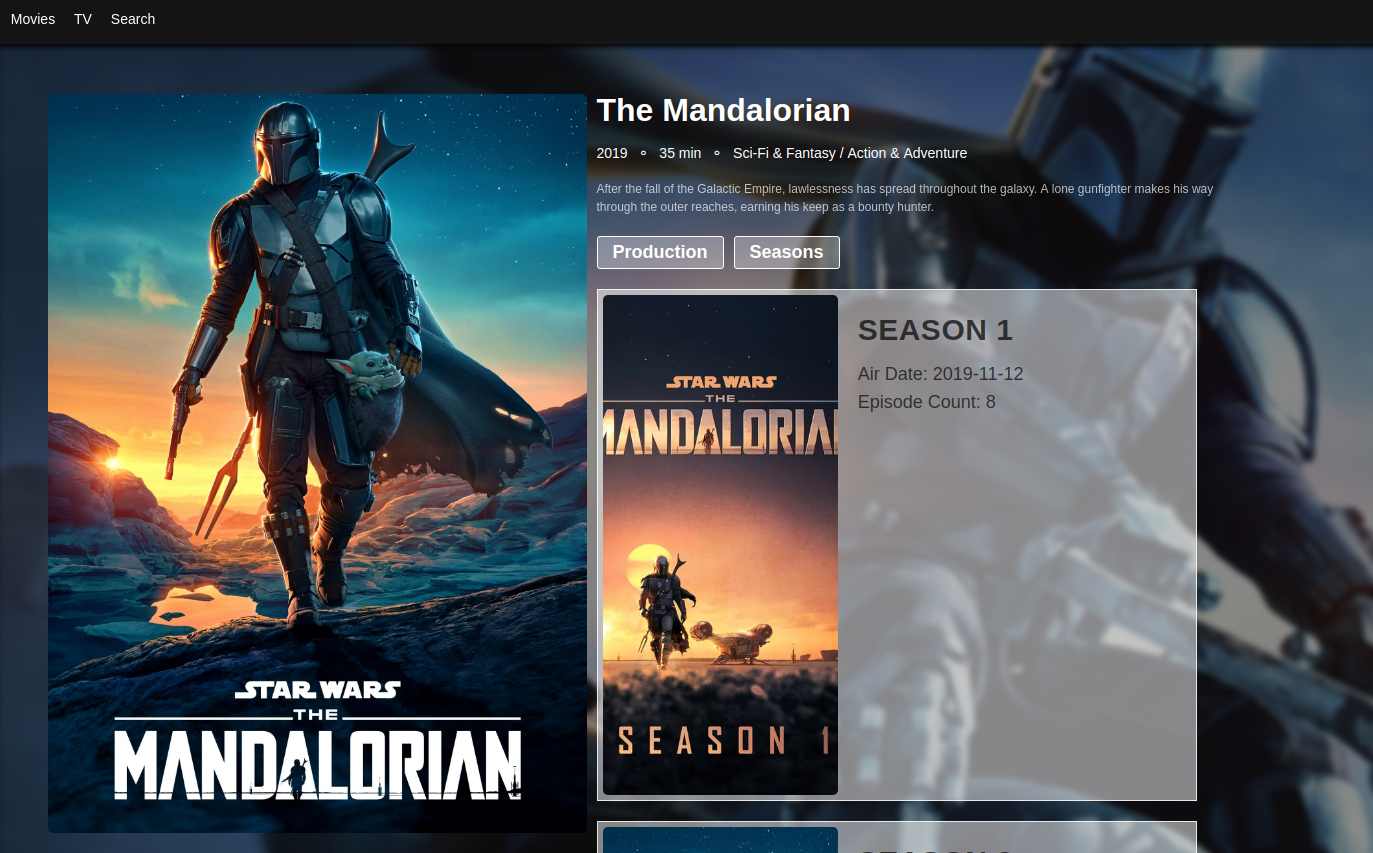 Movies TV Search
The Mandalorian
2019 ⚬ 35 min ⚬ Sci-Fi & Fantasy / Action & Adventure
After the fall of the Galactic Empire, lawlessness has spread throughout the galaxy. A lone gunfighter makes his way
through the outer reaches, earning his keep as a bounty hunter.
Production Seasons
STAR WARS
THE
MANDALORIAN
SEASON 1
SEASON 1
Air Date: 2019-11-12
Episode Count: 8
STAR WARS
THE
MANDALORIAN